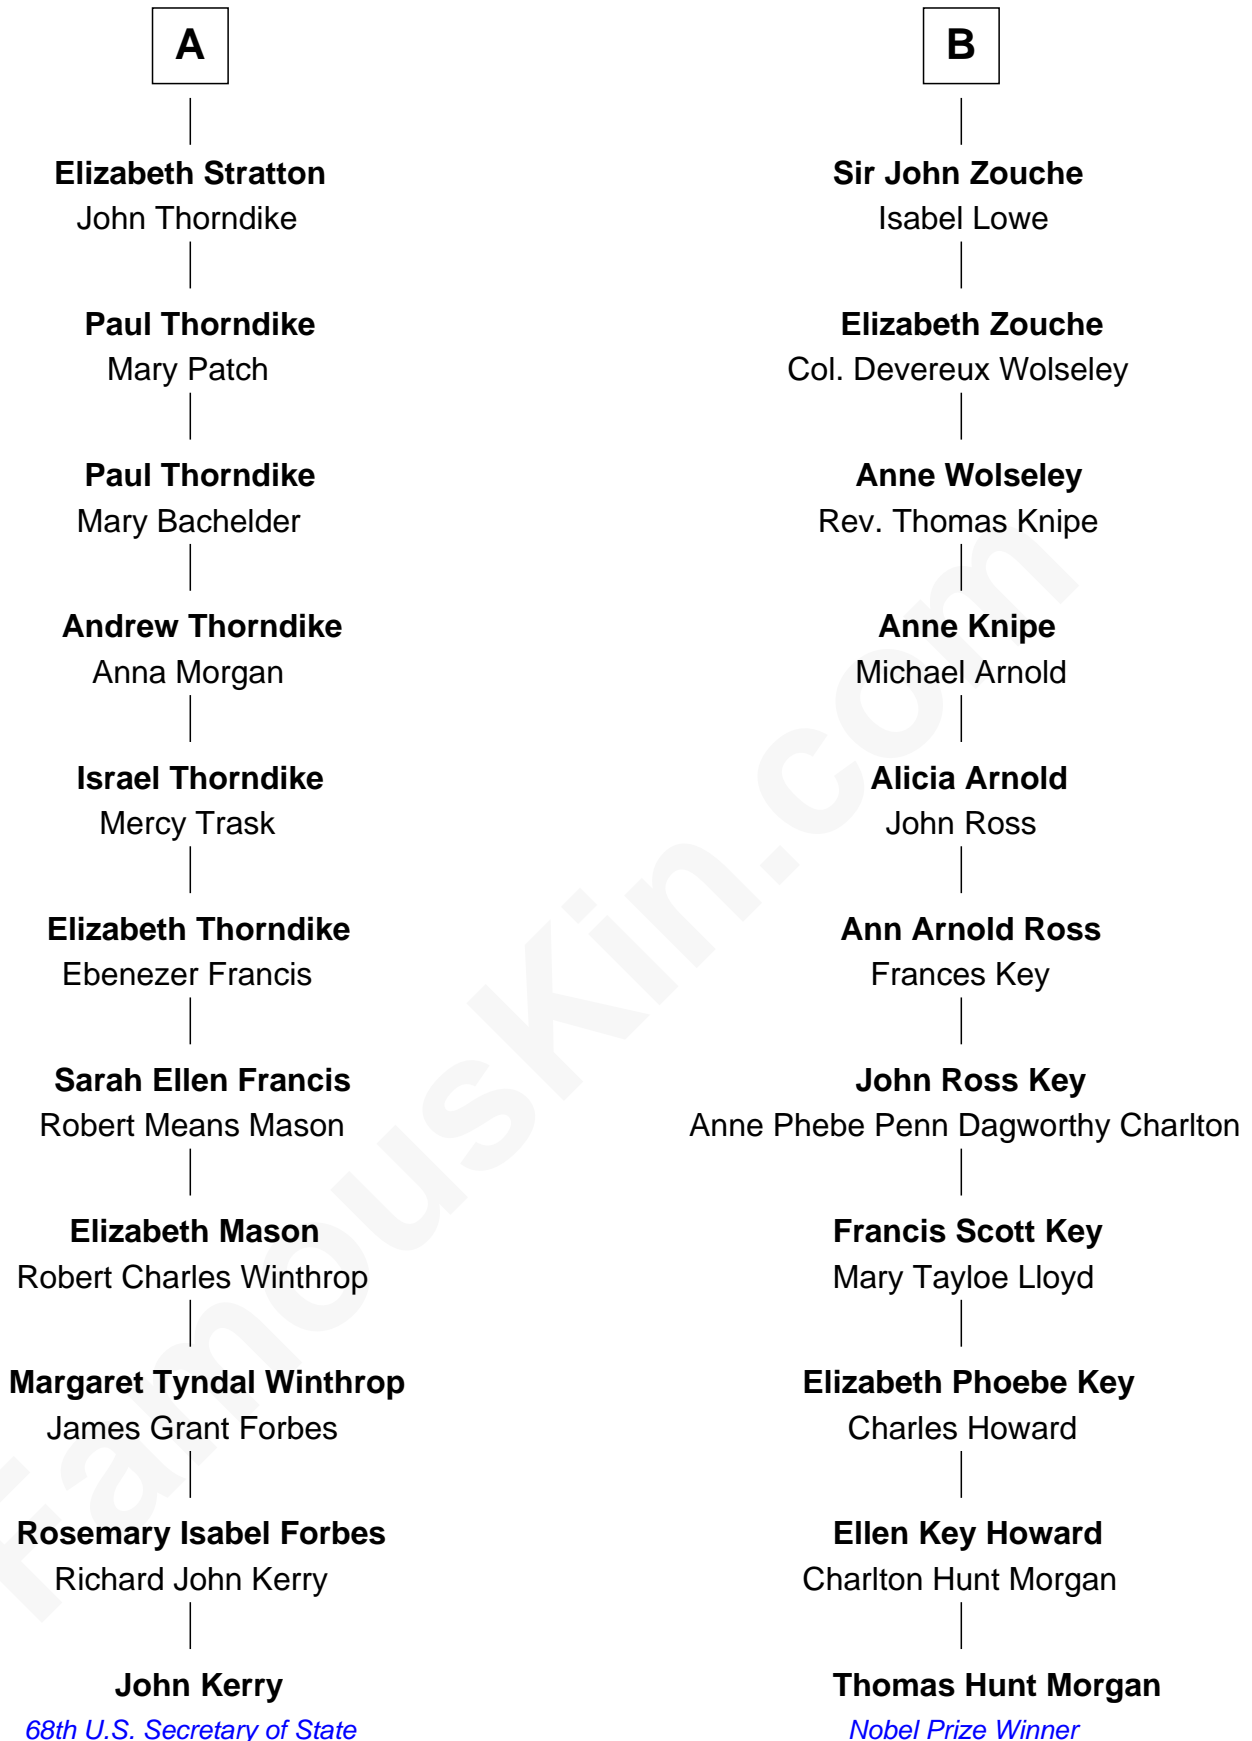 A
Elizabeth Stratton
John Thorndike
Paul Thorndike
Mary Patch
Paul Thorndike
Mary Bachelder
Andrew Thorndike
Anna Morgan
Israel Thorndike
Mercy Trask
Elizabeth Thorndike
Ebenezer Francis
Sarah Ellen Francis
Robert Means Mason
Elizabeth Mason
Robert Charles Winthrop
Margaret Tyndal Winthrop
James Grant Forbes
Rosemary Isabel Forbes
Richard John Kerry
John Kerry
68th U.S. Secretary of State
B
Sir John Zouche
Isabel Lowe
Elizabeth Zouche
Col. Devereux Wolseley
Anne Wolseley
Rev. Thomas Knipe
Anne Knipe
Michael Arnold
Alicia Arnold
John Ross
Ann Arnold Ross
Frances Key
John Ross Key
Anne Phebe Penn Dagworthy Charlton
Francis Scott Key
Mary Tayloe Lloyd
Elizabeth Phoebe Key
Charles Howard
Ellen Key Howard
Charlton Hunt Morgan
Thomas Hunt Morgan
Nobel Prize Winner
FamousKin.com